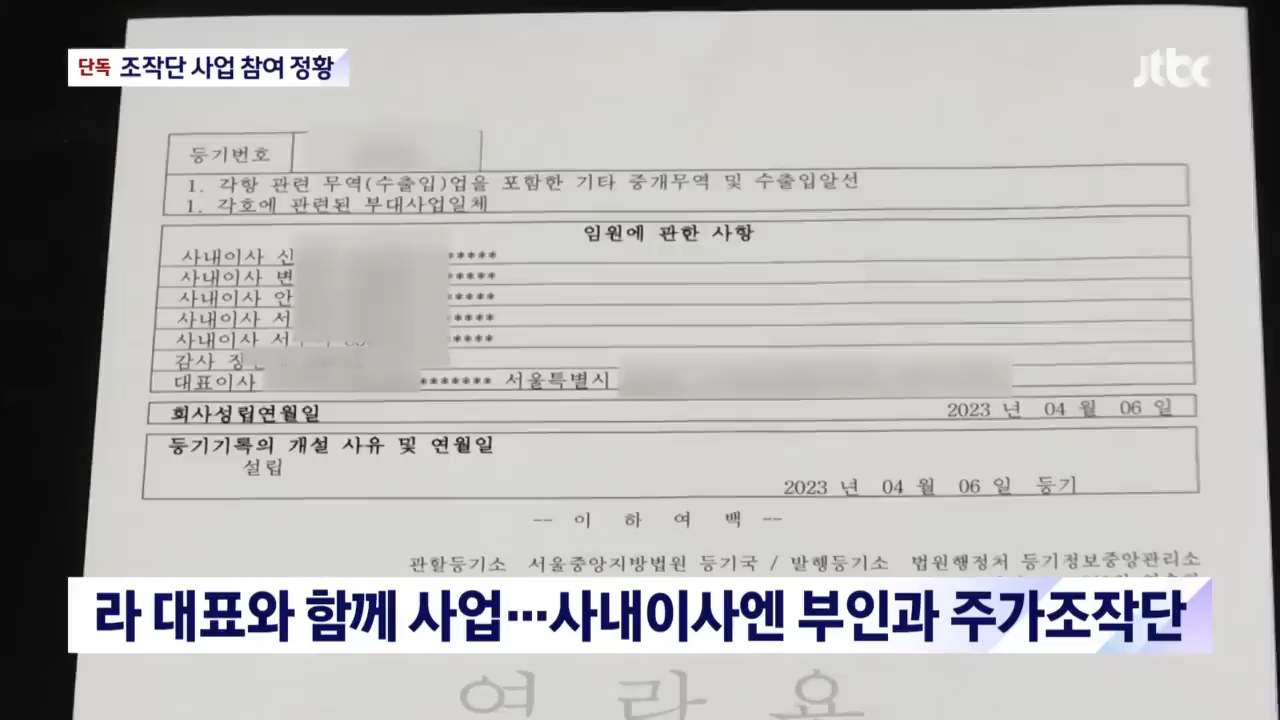 단독 조작단 사업 참여 정황
jtbc
등기번호
1. 각항 관련 무역(수출입)업을 포함한 기타 중개무역 및 수출입알선
1. 각호에 관련된 부대사업일체
임원에 관한 사항
사내이사 신 *****
사내이사 변 *****
사내이사 안 *****
사내이사 서 *****
사내이사 서 *****
감사 장
대표이사 ******* 서울특별시
회사성립연월일 2023 년 04 월 06 일
등기기록의 개설 사유 및 연월일
설립
2023 년 04 월 06 일 등기
-- 이 하 여 백 --
관할등기소 서울중앙지방법원 등기국 / 발행등기소 법원행정처 등기정보중앙관리소
라 대표와 함께 사업…사내이사엔 부인과 주가조작단
여 라 용